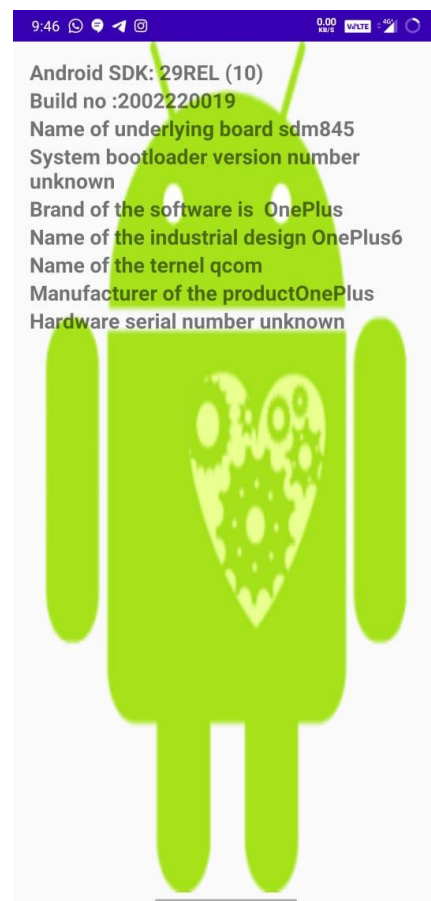 9:46
0.00
KB/S
VoLTE
4G+
Android SDK: 29REL (10)
Build no :2002220019
Name of underlying board sdm845
System bootloader version number
unknown
Brand of the software is  OnePlus
Name of the industrial design OnePlus6
Name of the ternel qcom
Manufacturer of the productOnePlus
Hardware serial number unknown